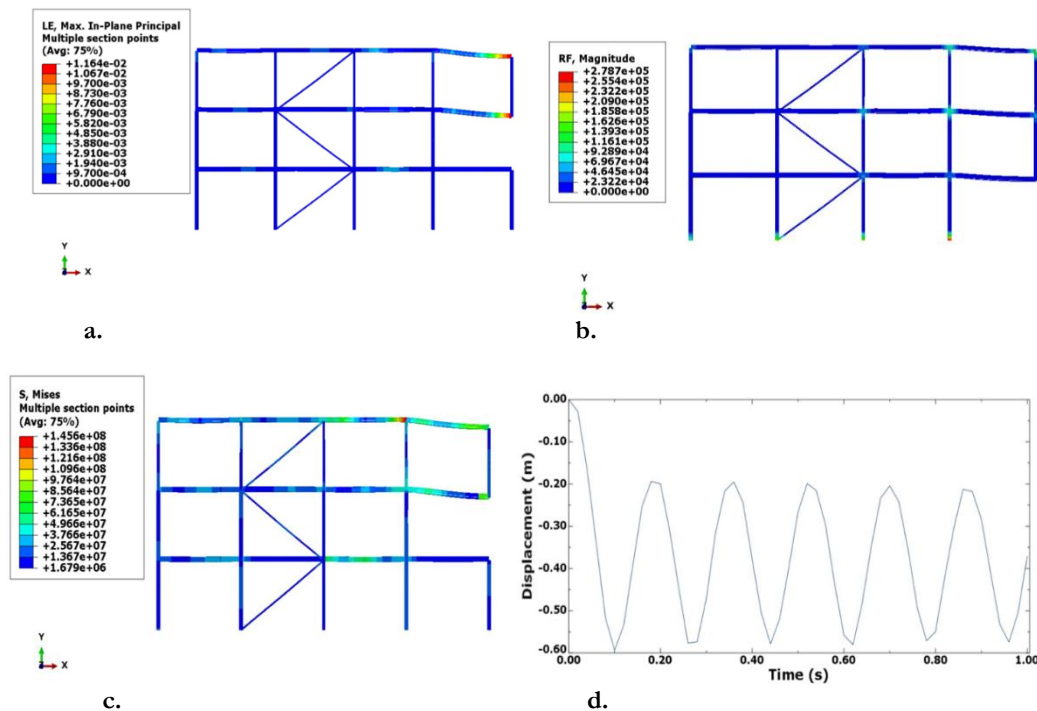 LE, Max. In-Plane Principal
Multiple section points
(Avg: 75%)
+1.164e-02
+1.067e-02
+9.700e-03
+8.730e-03
+7.760e-03
+6.790e-03
+5.820e-03
+4.850e-03
+3.880e-03
+2.910e-03
+1.940e-03
+9.700e-04
+0.000e+00
Y
Z
X
a.
RF, Magnitude
+2.787e+05
+2.554e+05
+2.322e+05
+2.090e+05
+1.858e+05
+1.626e+05
+1.393e+05
+1.161e+05
+9.289e+04
+6.967e+04
+4.645e+04
+2.322e+04
+0.000e+00
Y
Z
X
b.
S, Mises
Multiple section points
(Avg: 75%)
+1.456e+08
+1.336e+08
+1.216e+08
+1.096e+08
+9.764e+07
+8.564e+07
+7.365e+07
+6.165e+07
+4.966e+07
+3.766e+07
+2.567e+07
+1.367e+07
+1.679e+06
Y
Z
X
c.
Displacement (m)
0.00
-0.10
-0.20
-0.30
-0.40
-0.50
-0.60
0.00 0.20 0.40 0.60 0.80 1.00
Time (s)
d.